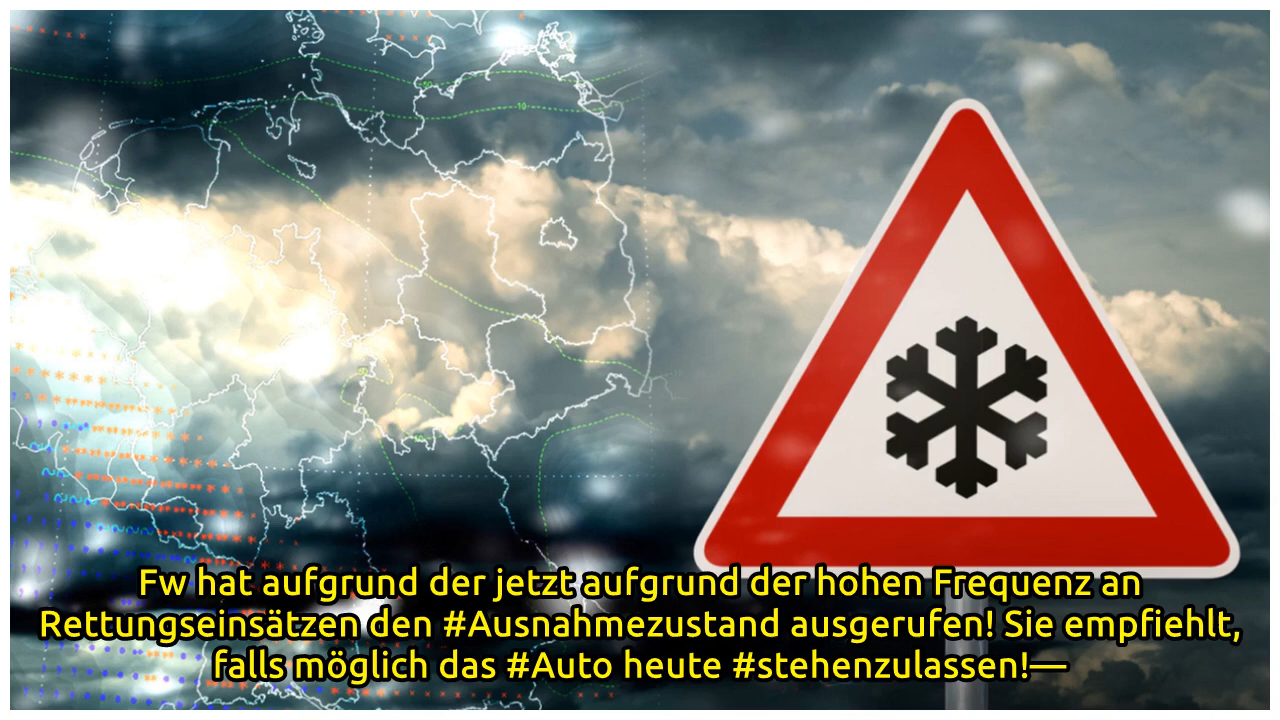 10
Fw hat aufgrund der jetzt aufgrund der hohen Frequenz an
Rettungseinsätzen den #Ausnahmezustand ausgerufen! Sie empfiehlt,
falls möglich das #Auto heute #stehenzulassen!—